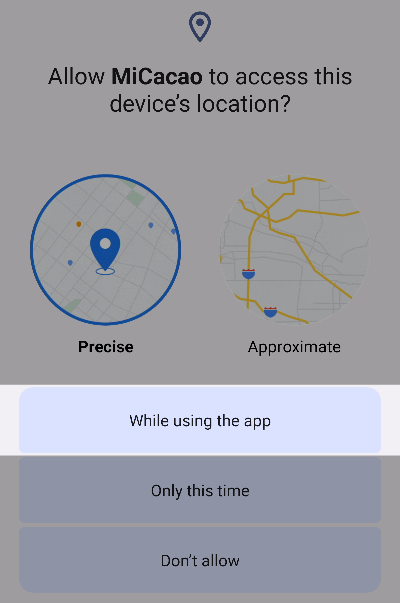 Allow MiCacao to access this
device's location?
Precise
Approximate
While using the app
Only this time
Don't allow